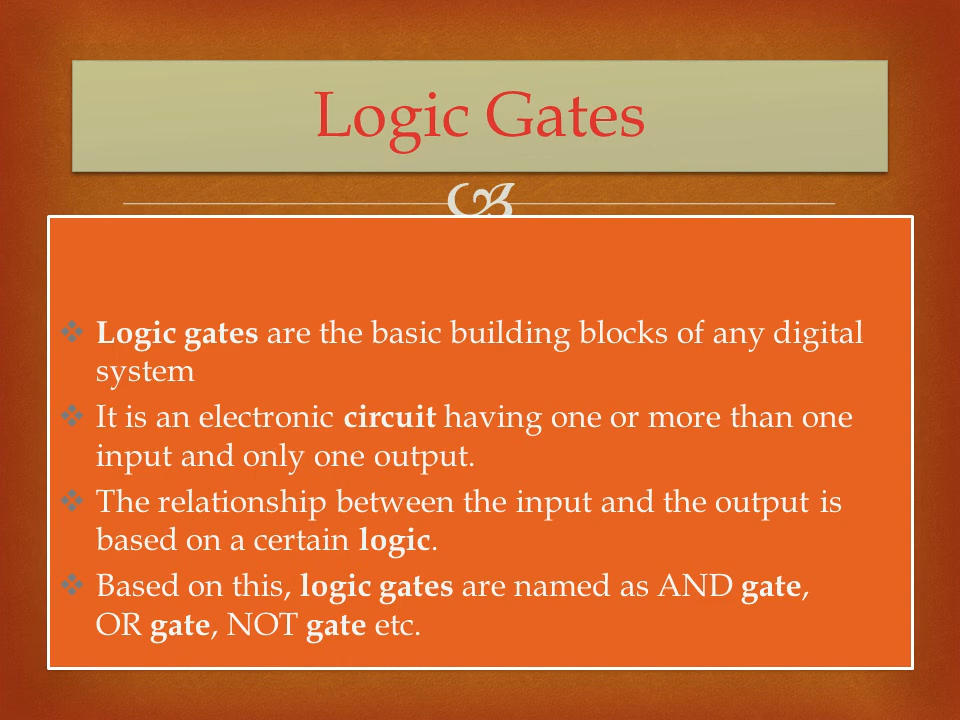 Logic Gates
Logic gates are the basic building blocks of any digital
system
It is an electronic circuit having one or more than one
input and only one output.
The relationship between the input and the output is
based on a certain logic.
Based on this, logic gates are named as AND gate,
OR gate, NOT gate etc.